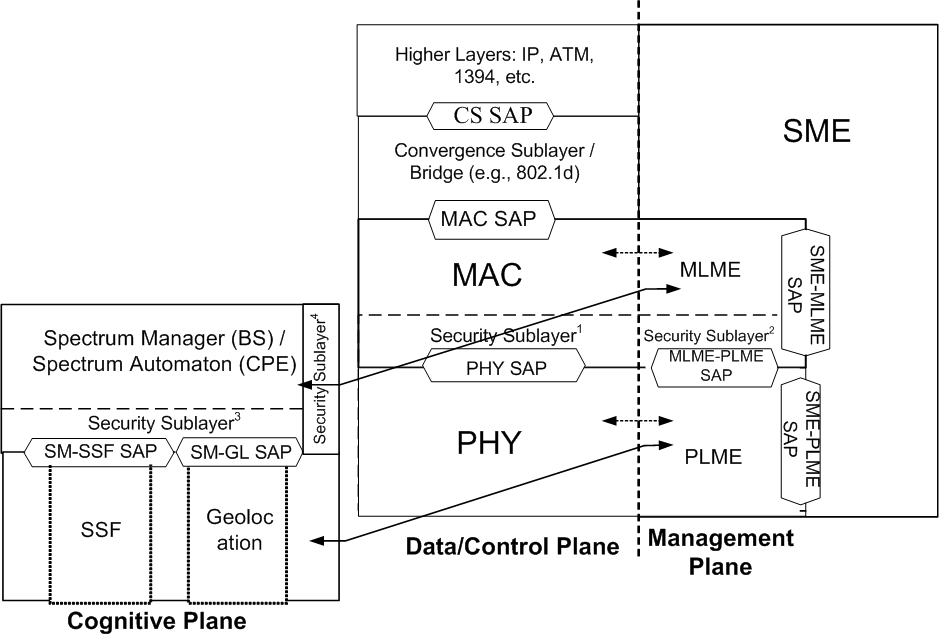 Higher Layers: IP, ATM,
1394, etc.
CS SAP
SME
Convergence Sublayer /
Bridge (e.g., 802.1d)
MAC SAP
MAC
MLME
SME-MLME
SAP
Security Sublayer1
Security Sublayer2
PHY SAP
MLME-PLME
SAP
PHY
PLME
SME-PLME
SAP
Data/Control Plane
Management
Plane
Spectrum Manager (BS) /
Spectrum Automaton (CPE)
Security Sublayer4
Security Sublayer3
SM-SSF SAP
SM-GL SAP
SSF
Geoloc
ation
Cognitive Plane